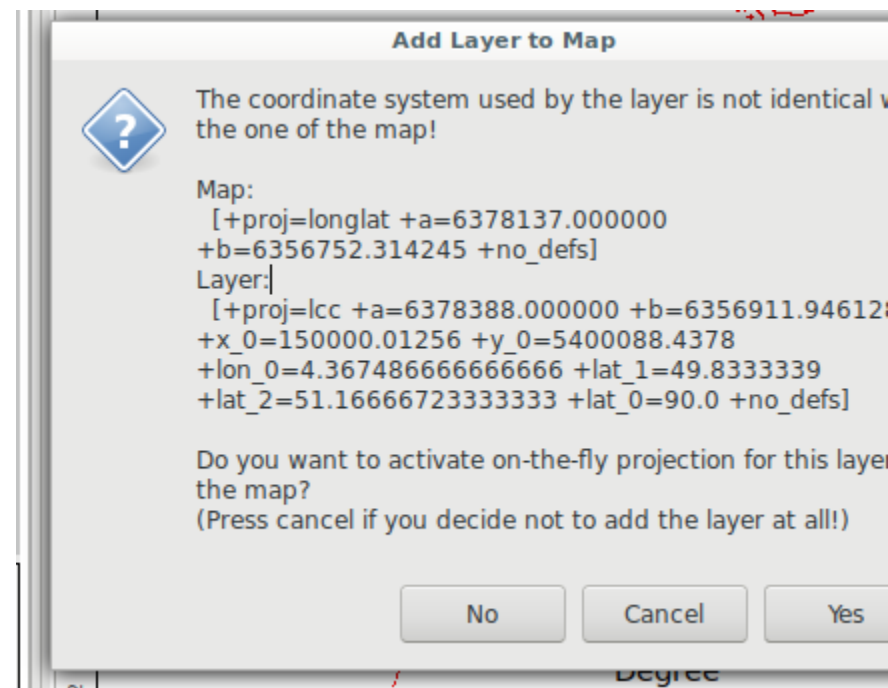 Add Layer to Map
The coordinate system used by the layer is not identical
the one of the map!
Map:
[+proj=longlat +a=6378137.000000
+b=6356752.314245 +no_defs]
Layer:
[+proj=lcc +a=6378388.000000 +b=6356911.946128
+x_0=150000.01256 +y_0=5400088.4378
+lon_0=4.367486666666666 +lat_1=49.8333339
+lat_2=51.16666723333333 +lat_0=90.0 +no_defs]
Do you want to activate on-the-fly projection for this layer
the map?
(Press cancel if you decide not to add the layer at all!)
No
Cancel
Yes
Degree